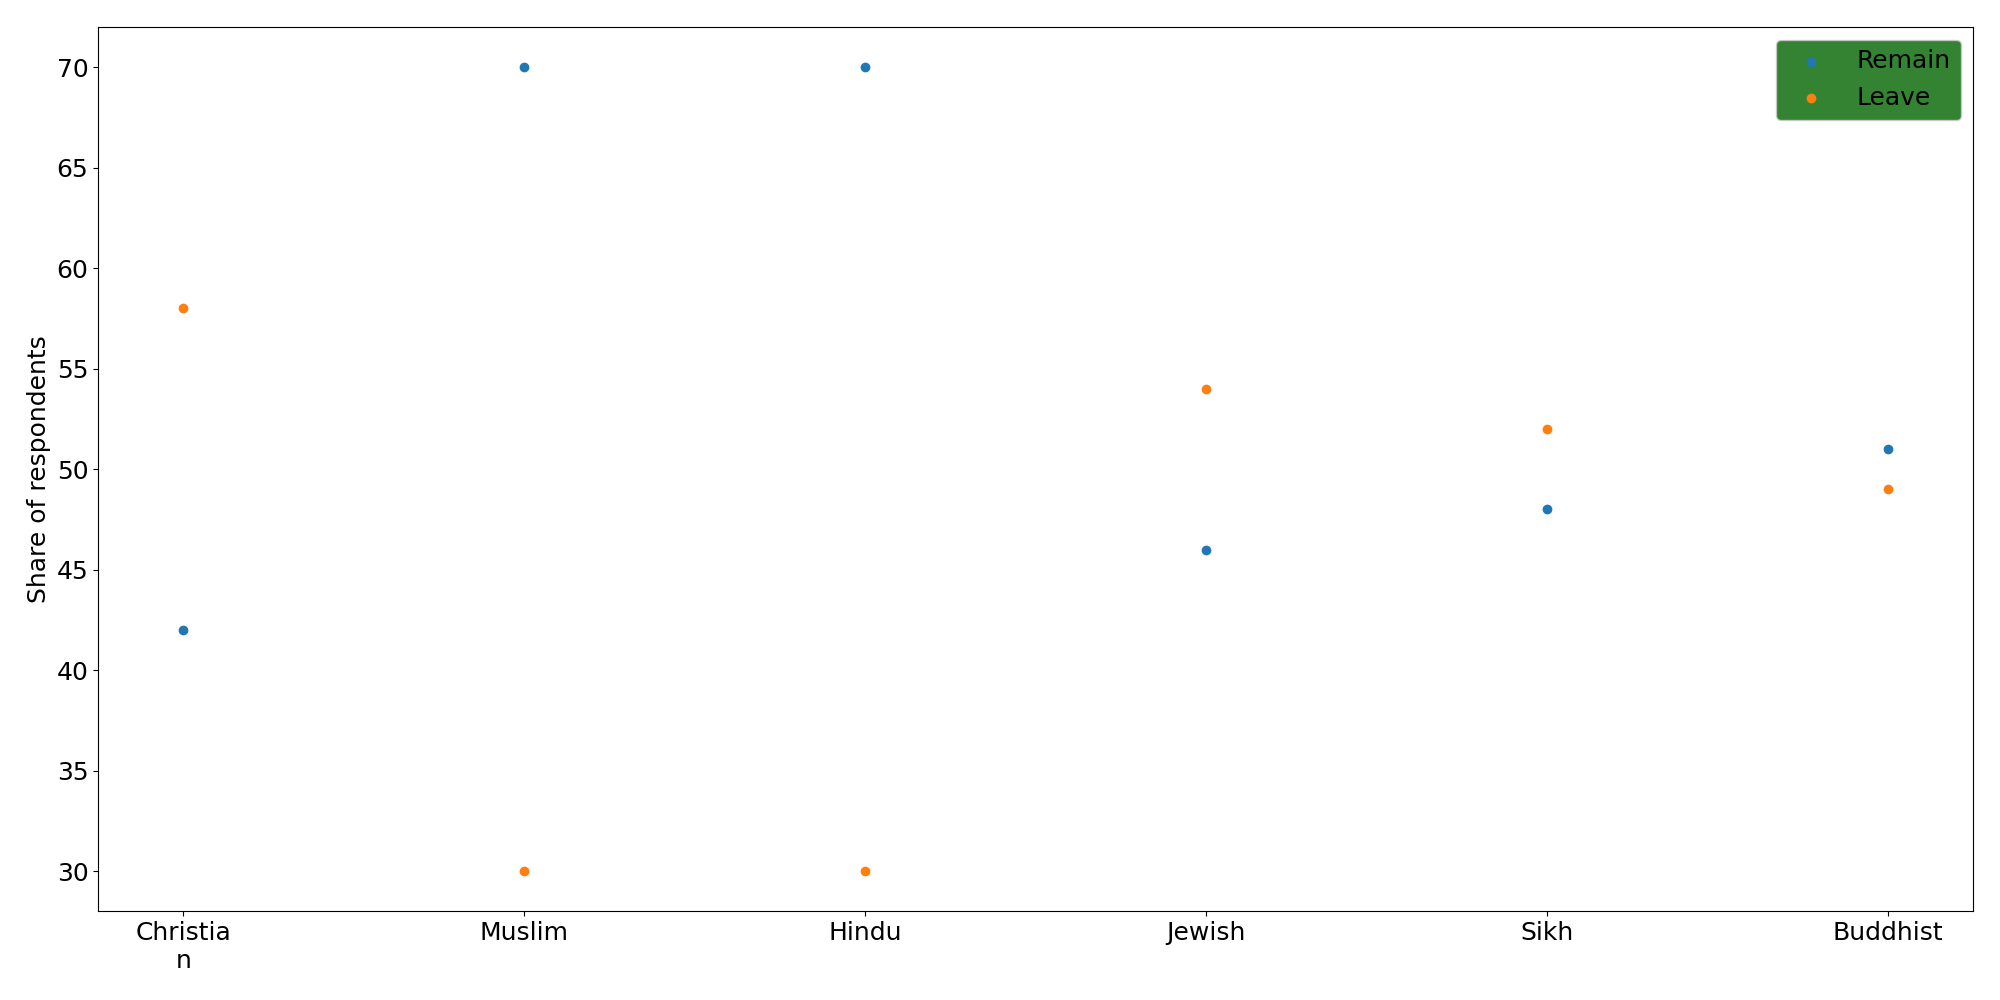 Remain
Leave
70
65
60
55
50
45
40
35
30
Share of respondents
Christia
n
Muslim
Hindu
Jewish
Sikh
Buddhist